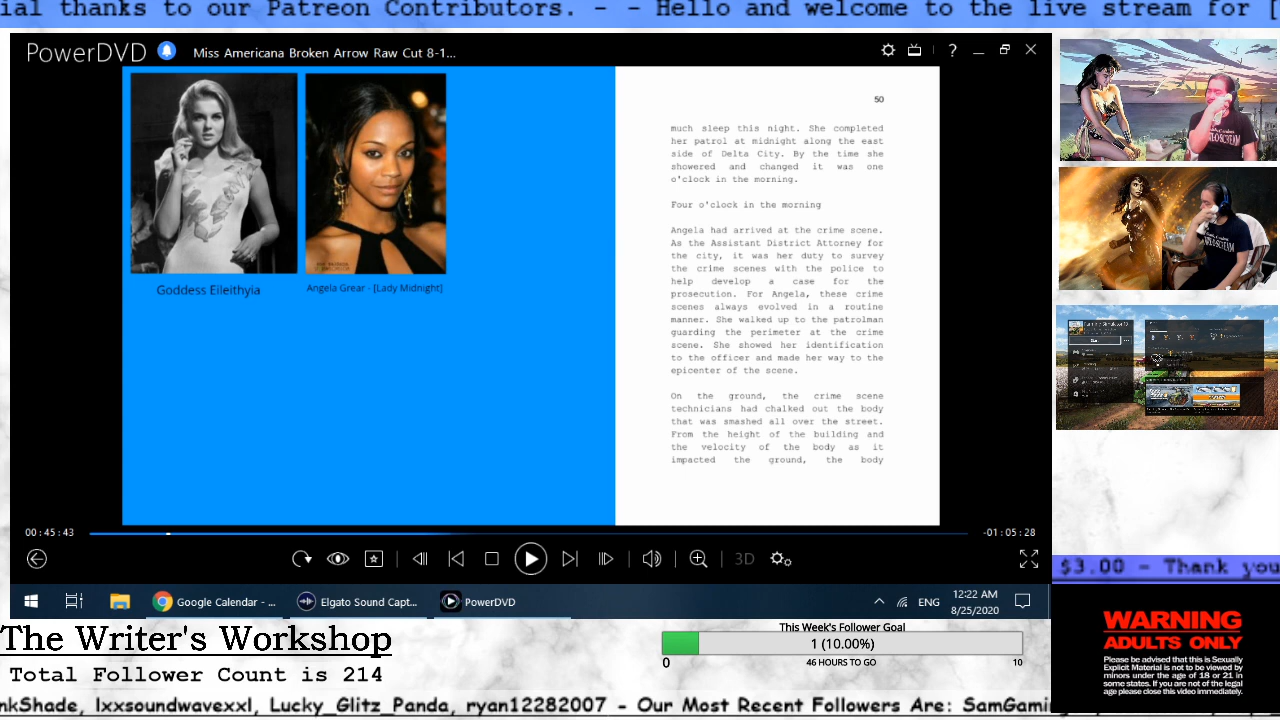 ial thanks to our Patreon Contributors. - - Hello and welcome to the live stream for [
PowerDVD
Miss Americana Broken Arrow Raw Cut 8-1...
Goddess Eileithyia
Angela Grear - [Lady Midnight]
50
much sleep this night. She completed
her patrol at midnight along the east
side of Delta City. By the time she
showered and changed it was one
o'clock in the morning.
Four o'clock in the morning
Angela had arrived at the crime scene.
As the Assistant District Attorney for
the city, it was her duty to survey
the crime scenes with the police to
help develop a case for the
prosecution. For Angela, these crime
scenes always evolved in a routine
manner. She walked up to the patrolman
guarding the perimeter at the crime
scene. She showed her identification
to the officer and made her way to the
epicenter of the scene.
On the ground, the crime scene
technicians had chalked out the body
that was smashed all over the street.
From the height of the building and
the velocity of the body as it
impacted the ground, the body
00:45:43
-01:05:28
3D
Google Calendar - ...
Elgato Sound Capt...
PowerDVD
ENG
12:22 AM
8/25/2020
$3.00 - Thank you
WARNING
ADULTS ONLY
Please be advised that this is Sexually
Explicit Material is not to be viewed by
minors under the age of 18 or 21 in
some states. If you are not of the legal
age please close this video immediately.
The Writer's Workshop
Total Follower Count is 214
This Week's Follower Goal
1 (10.00%)
0
46 HOURS TO GO
10
nkShade, lxxsoundwavexxl, Lucky_Glitz_Panda, ryan12282007 - Our Most Recent Followers Are: SamGami